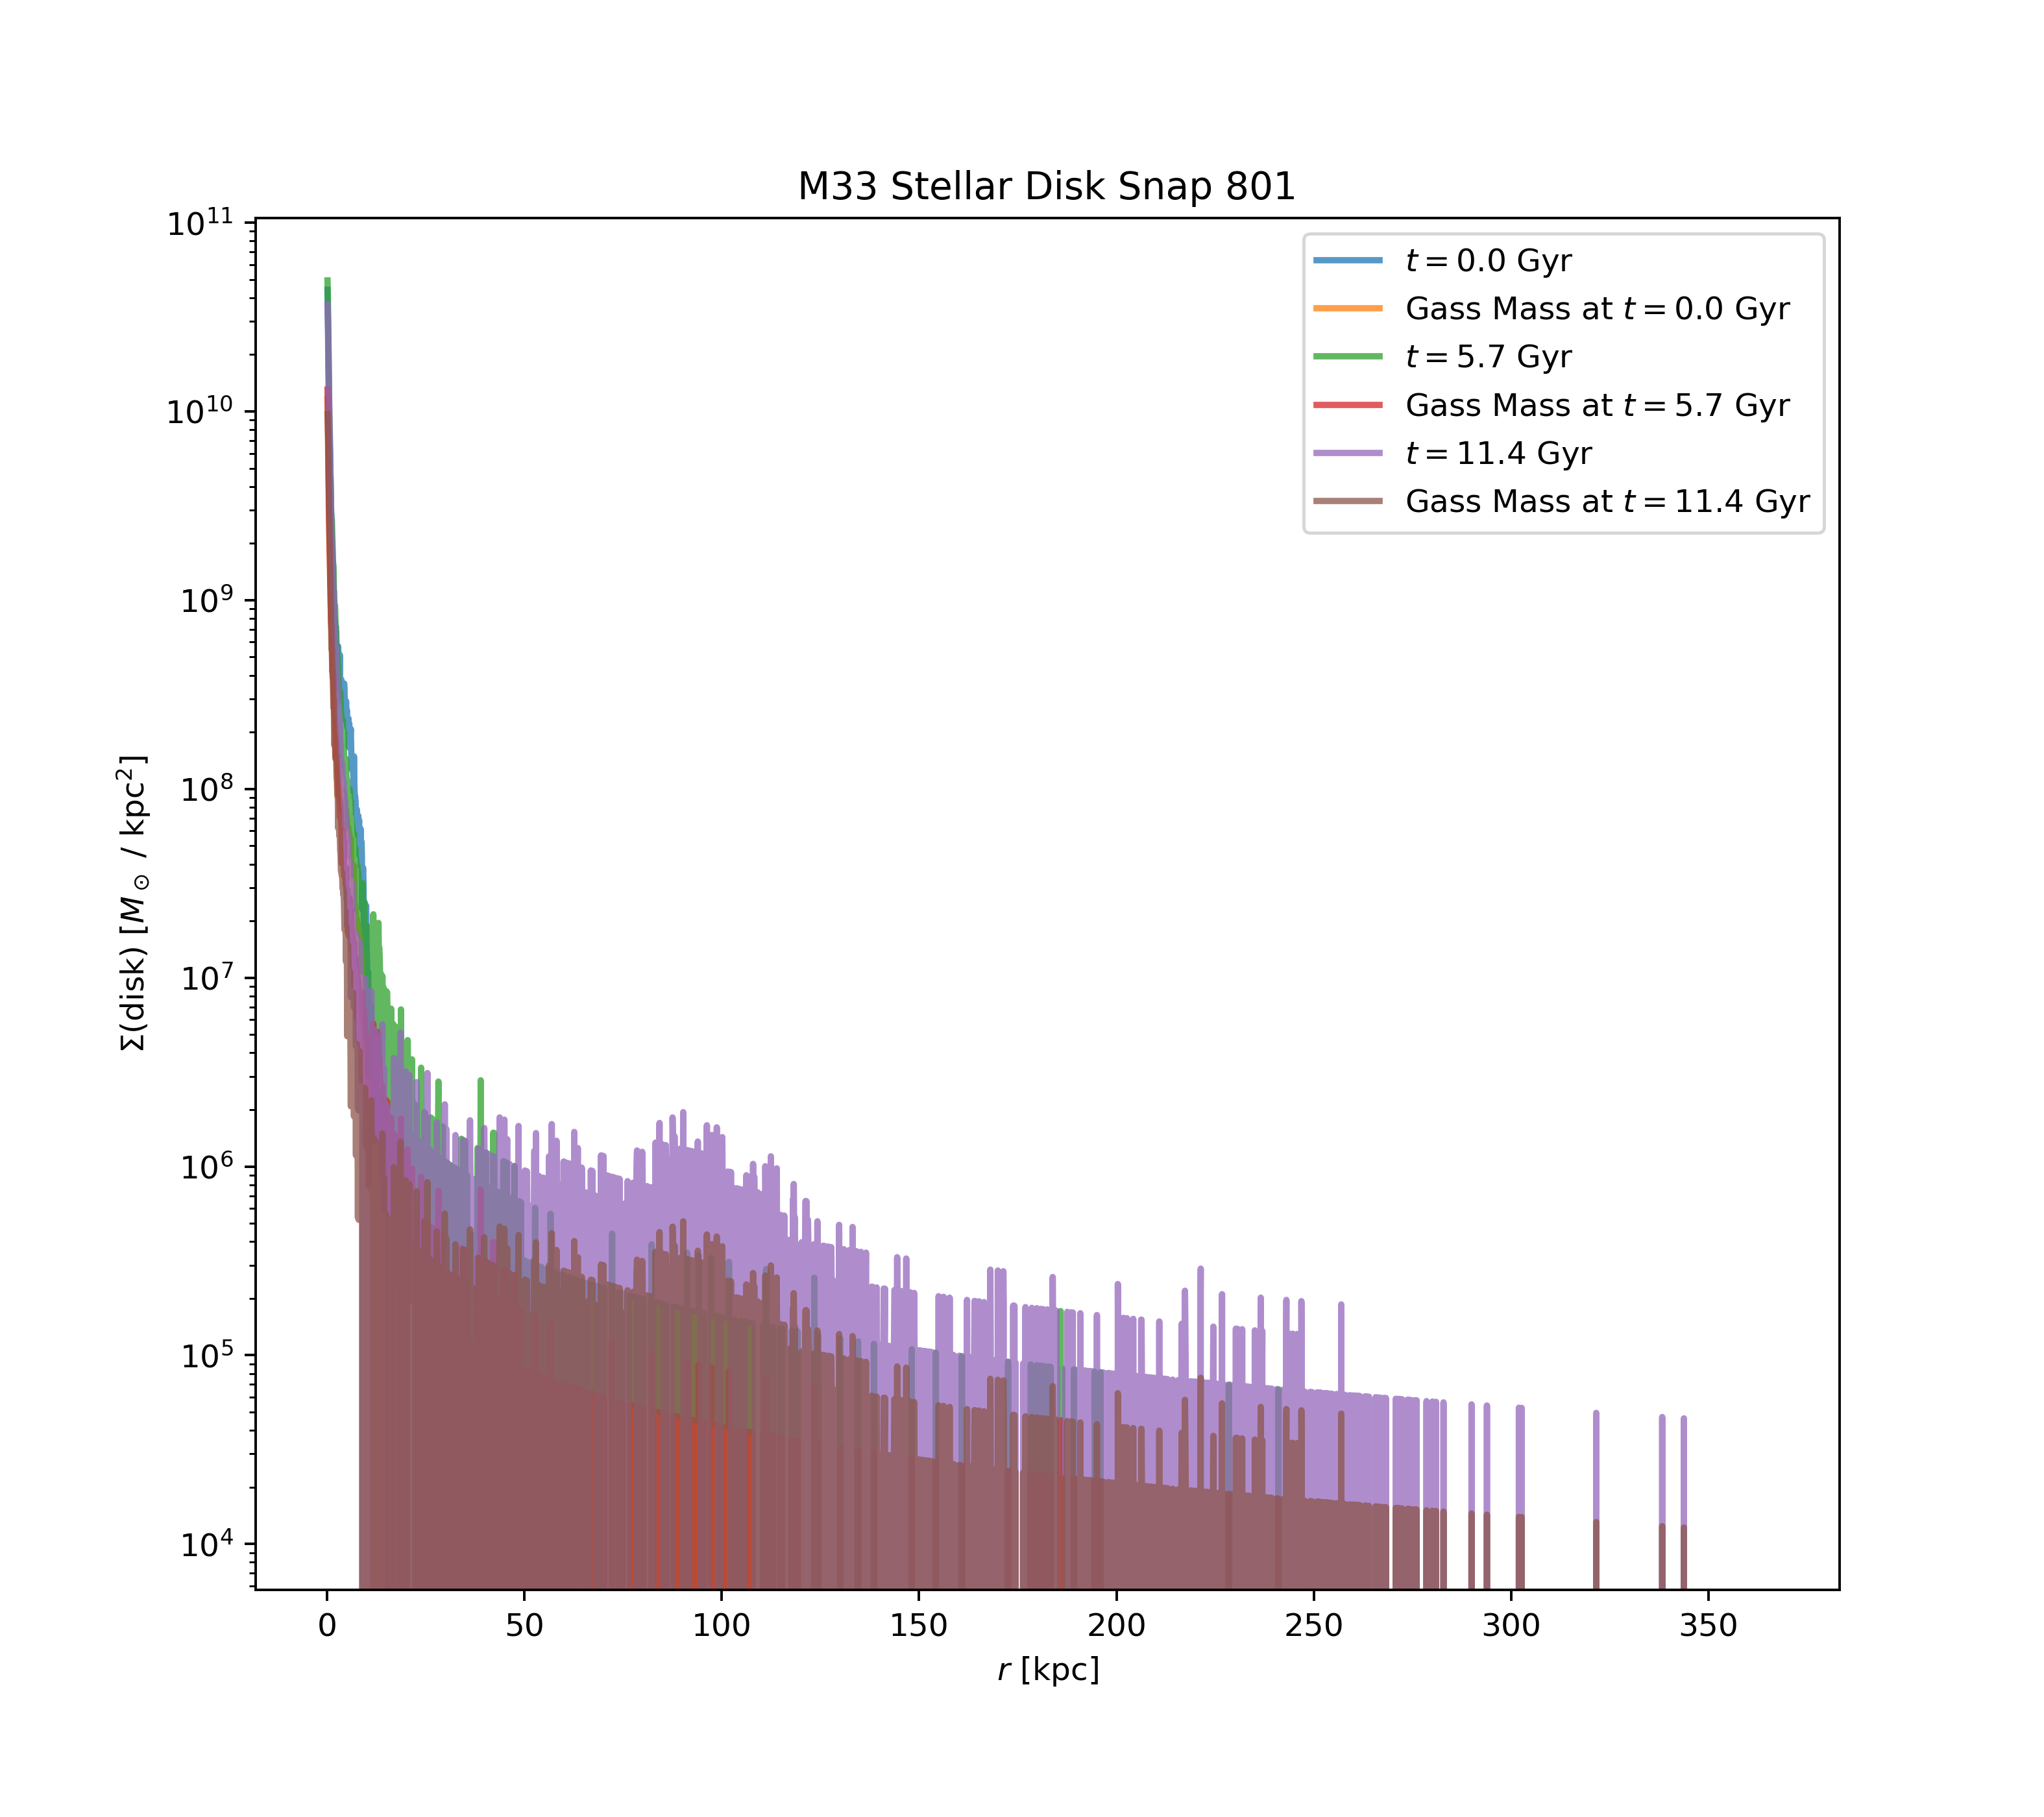 M33 Stellar Disk Snap 801
t = 0.0 Gyr
Gass Mass at t = 0.0 Gyr
t = 5.7 Gyr
Gass Mass at t = 5.7 Gyr
t = 11.4 Gyr
Gass Mass at t = 11.4 Gyr
10¹¹
10¹⁰
10⁹
10⁸
10⁷
10⁶
10⁵
10⁴
Σ(disk) [M⊙ / kpc²]
0 50 100 150 200 250 300 350
r [kpc]